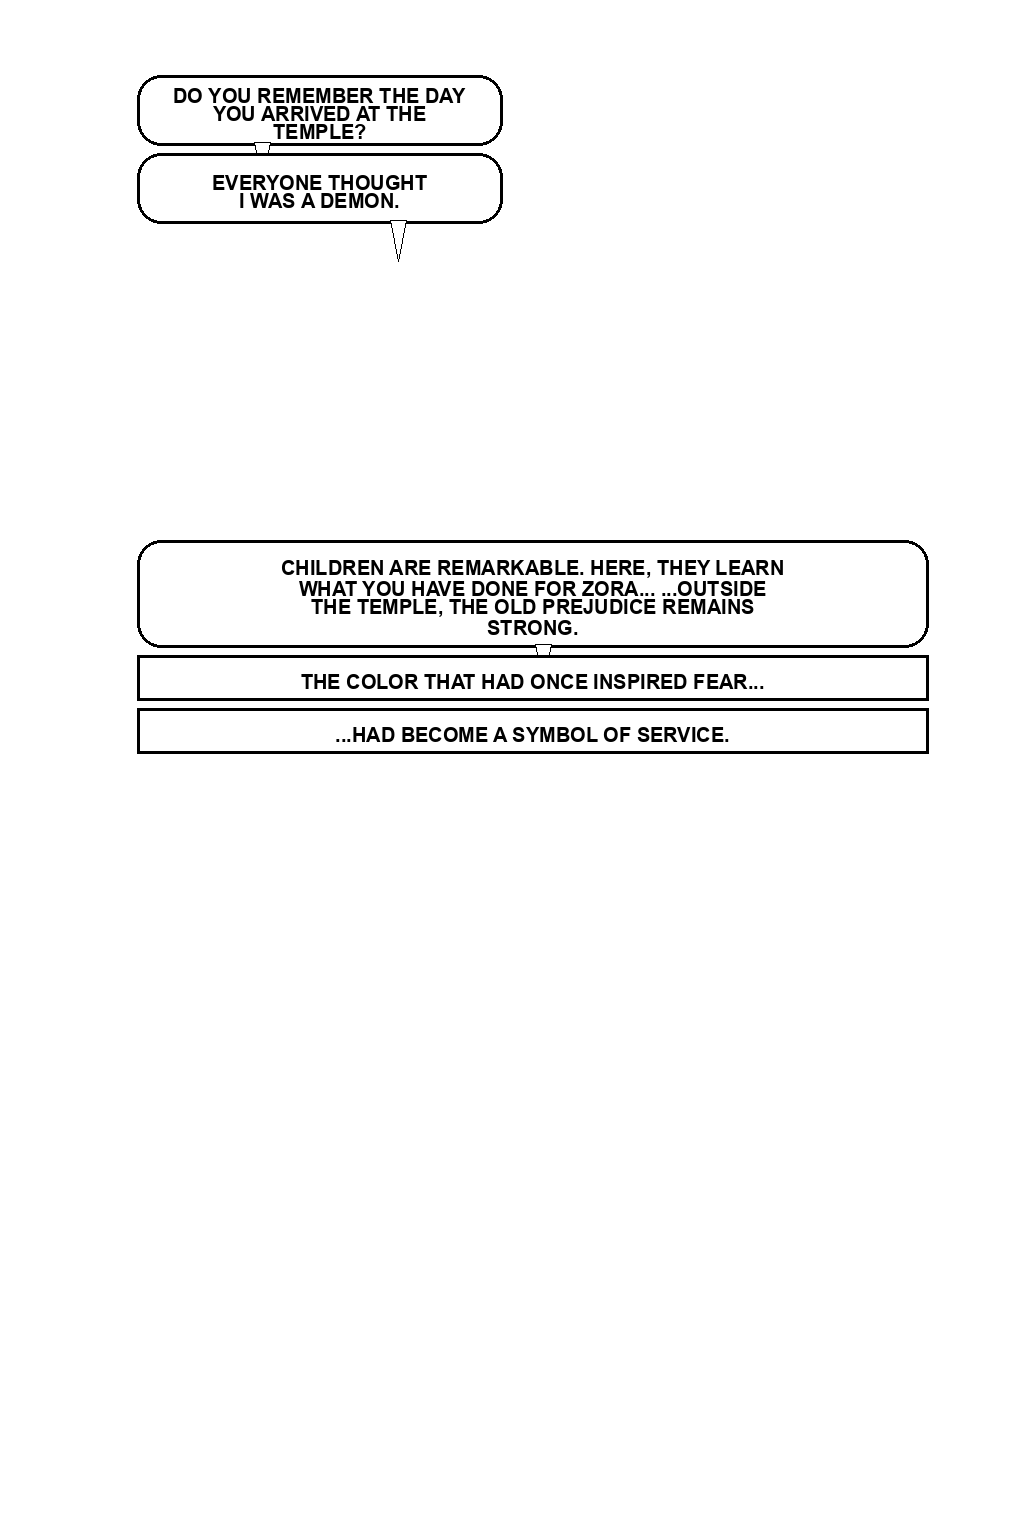 DO YOU REMEMBER THE DAY
YOU ARRIVED AT THE
TEMPLE?
EVERYONE THOUGHT
I WAS A DEMON.
CHILDREN ARE REMARKABLE. HERE, THEY LEARN
WHAT YOU HAVE DONE FOR ZORA... ...OUTSIDE
THE TEMPLE, THE OLD PREJUDICE REMAINS
STRONG.
THE COLOR THAT HAD ONCE INSPIRED FEAR...
...HAD BECOME A SYMBOL OF SERVICE.